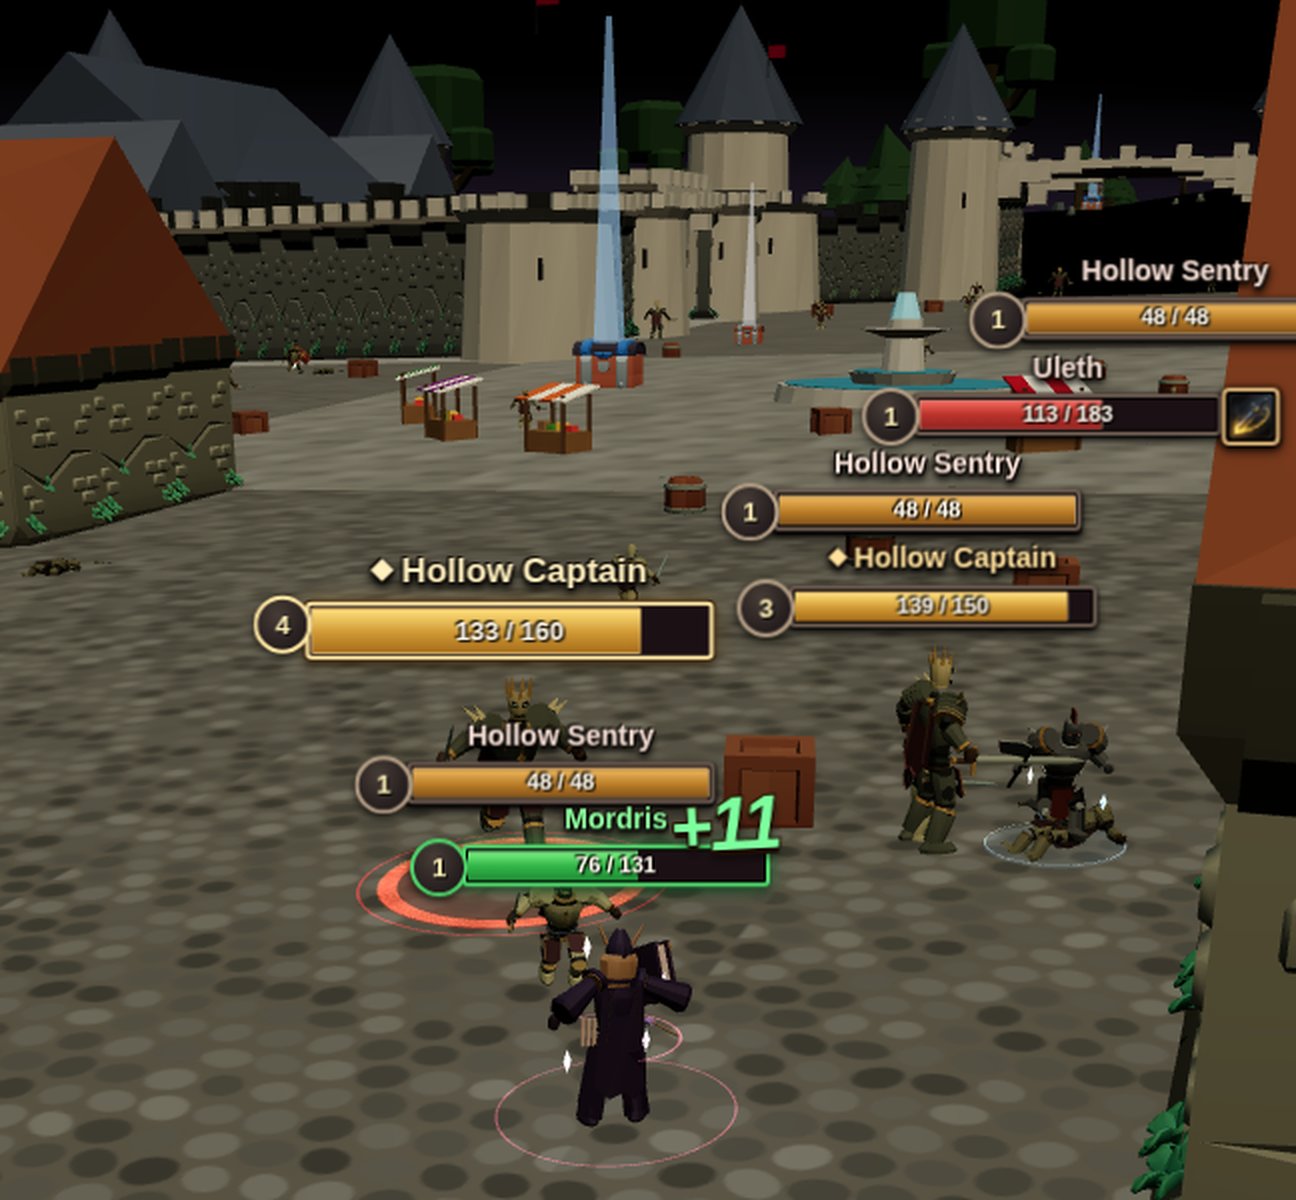 Hollow Sentry
1 48 / 48
Uleth
1 113 / 183
Hollow Sentry
1 48 / 48
Hollow Captain
4 133 / 160
Hollow Captain
3 139 / 150
Hollow Sentry
1 48 / 48
Mordris +11
1 76 / 131